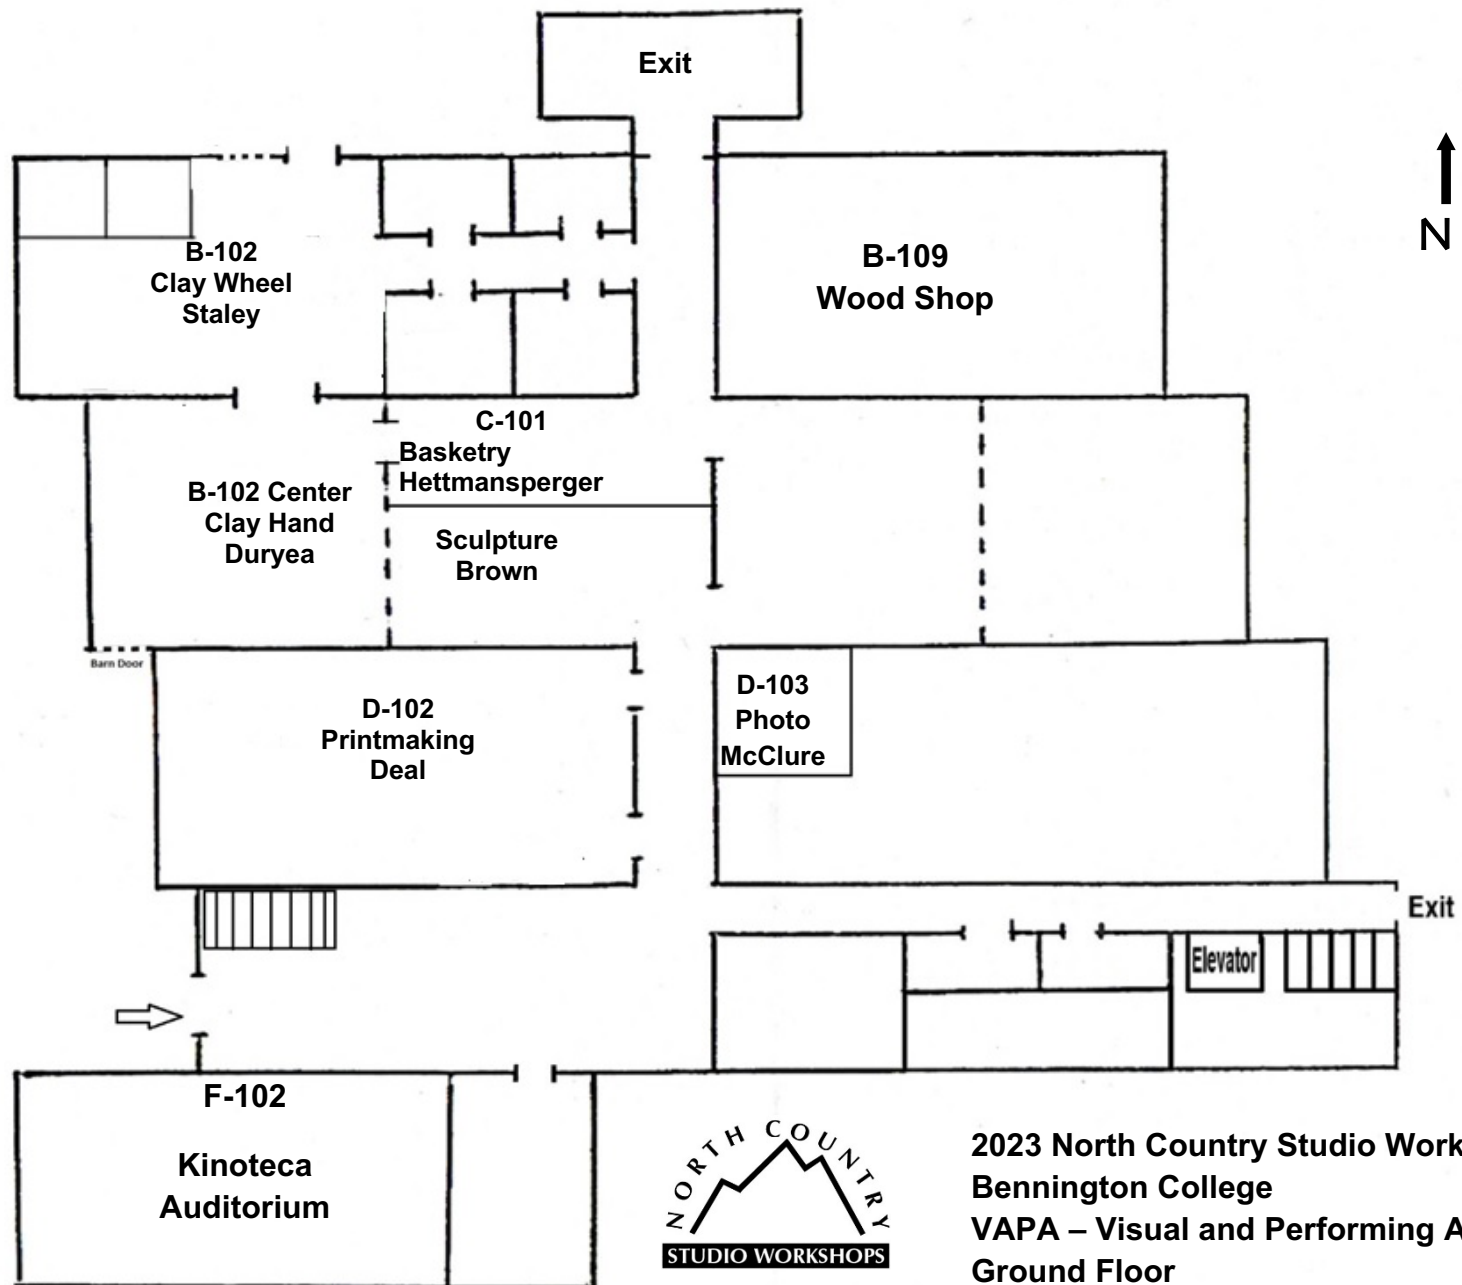 Exit
N
B-102
Clay Wheel
Staley
B-109
Wood Shop
C-101
Basketry
Hettmansperger
B-102 Center
Clay Hand
Duryea
Sculpture
Brown
Barn Door
D-102
Printmaking
Deal
D-103
Photo
McClure
Exit
Elevator
F-102
Kinoteca
Auditorium
NORTH COUNTRY
STUDIO WORKSHOPS
2023 North Country Studio Work
Bennington College
VAPA – Visual and Performing A
Ground Floor